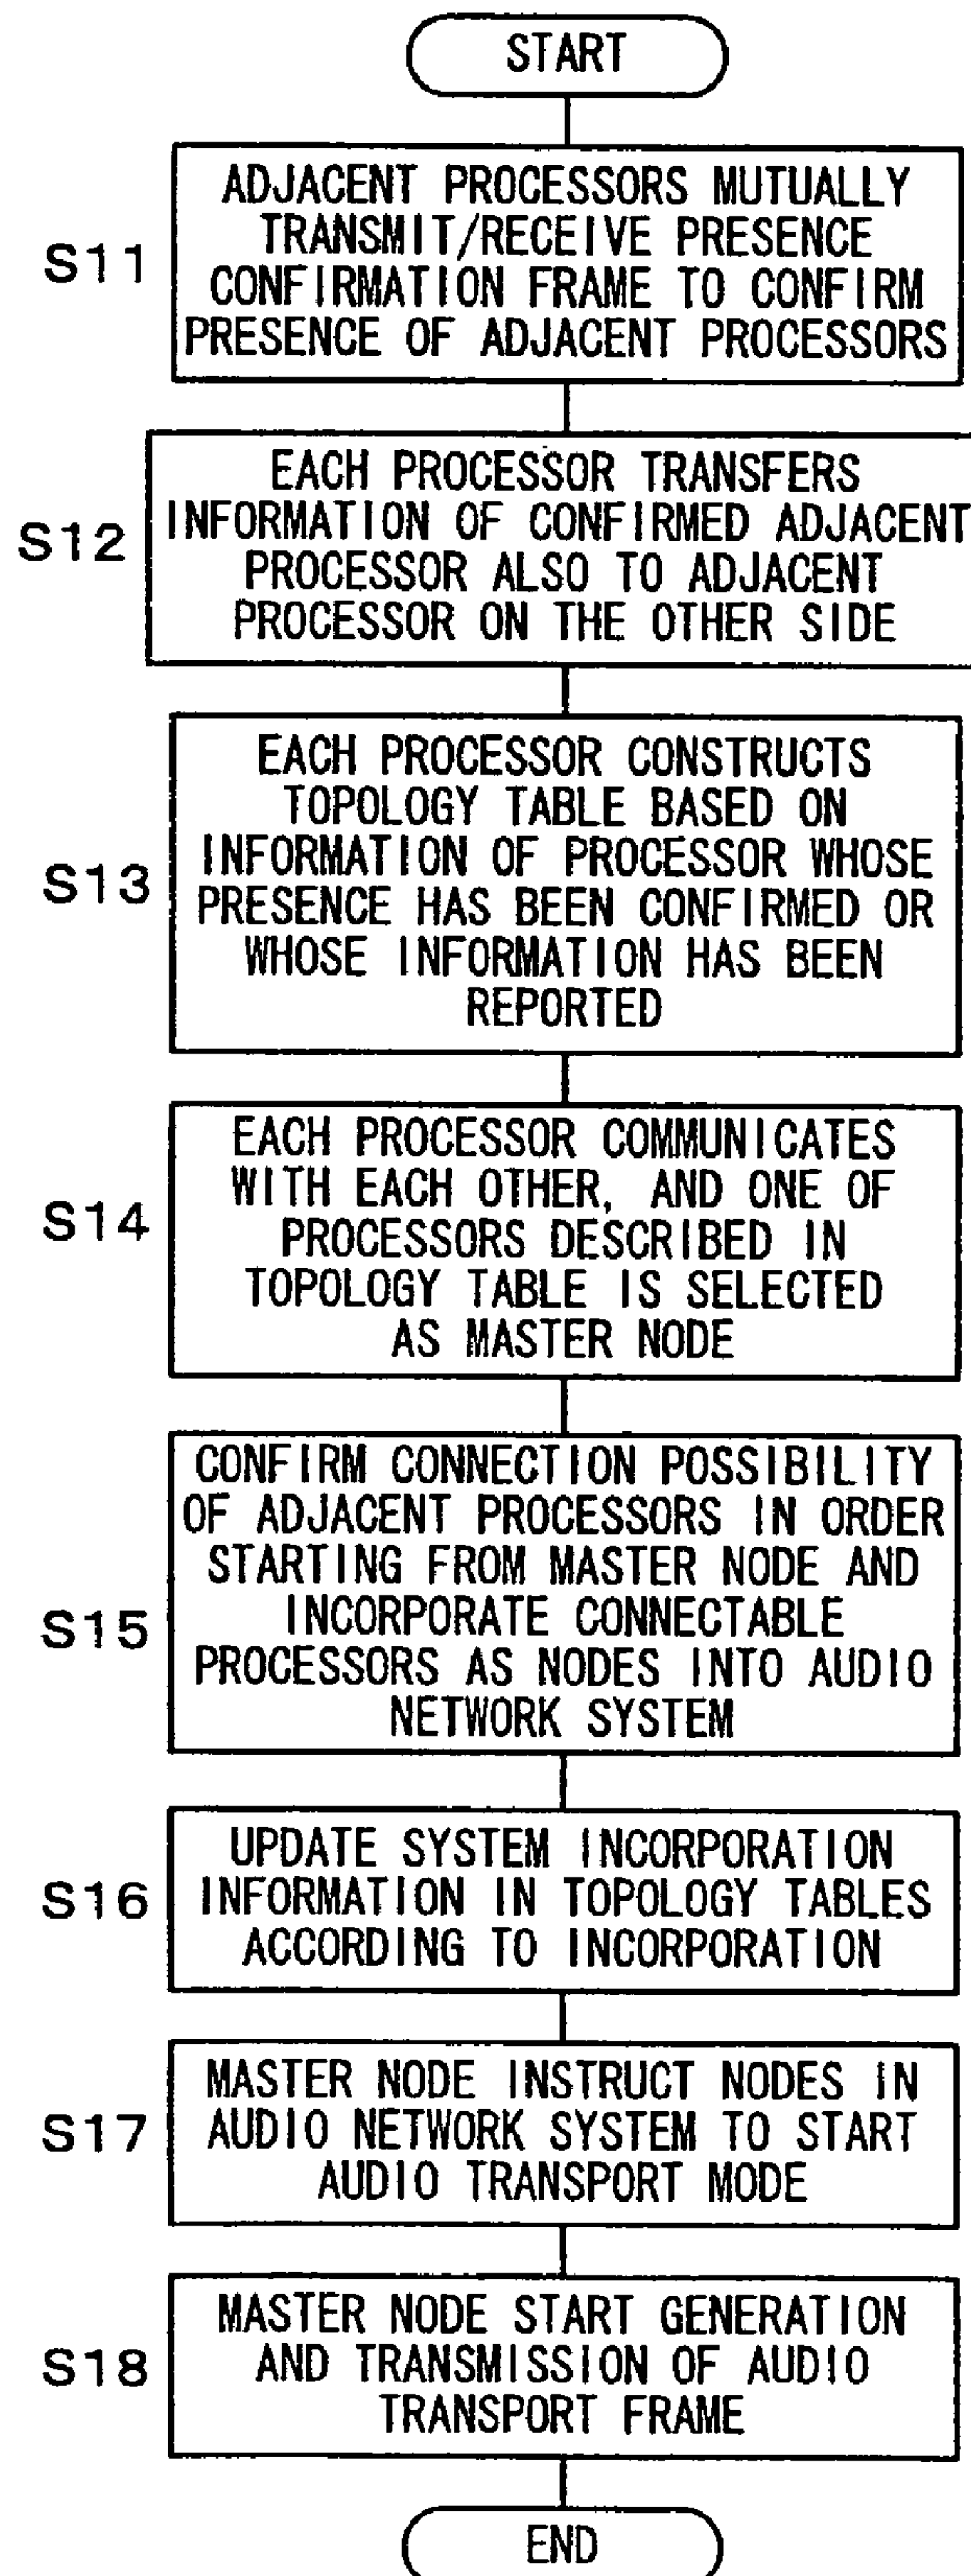 START
ADJACENT PROCESSORS MUTUALLY
TRANSMIT/RECEIVE PRESENCE
CONFIRMATION FRAME TO CONFIRM
PRESENCE OF ADJACENT PROCESSORS
S11
EACH PROCESSOR TRANSFERS
INFORMATION OF CONFIRMED ADJACENT
PROCESSOR ALSO TO ADJACENT
PROCESSOR ON THE OTHER SIDE
S12
EACH PROCESSOR CONSTRUCTS
TOPOLOGY TABLE BASED ON
INFORMATION OF PROCESSOR WHOSE
PRESENCE HAS BEEN CONFIRMED OR
WHOSE INFORMATION HAS BEEN
REPORTED
S13
EACH PROCESSOR COMMUNICATES
WITH EACH OTHER, AND ONE OF
PROCESSORS DESCRIBED IN
TOPOLOGY TABLE IS SELECTED
AS MASTER NODE
S14
CONFIRM CONNECTION POSSIBILITY
OF ADJACENT PROCESSORS IN ORDER
STARTING FROM MASTER NODE AND
INCORPORATE CONNECTABLE
PROCESSORS AS NODES INTO AUDIO
NETWORK SYSTEM
S15
UPDATE SYSTEM INCORPORATION
INFORMATION IN TOPOLOGY TABLES
ACCORDING TO INCORPORATION
S16
MASTER NODE INSTRUCT NODES IN
AUDIO NETWORK SYSTEM TO START
AUDIO TRANSPORT MODE
S17
MASTER NODE START GENERATION
AND TRANSMISSION OF AUDIO
TRANSPORT FRAME
S18
END